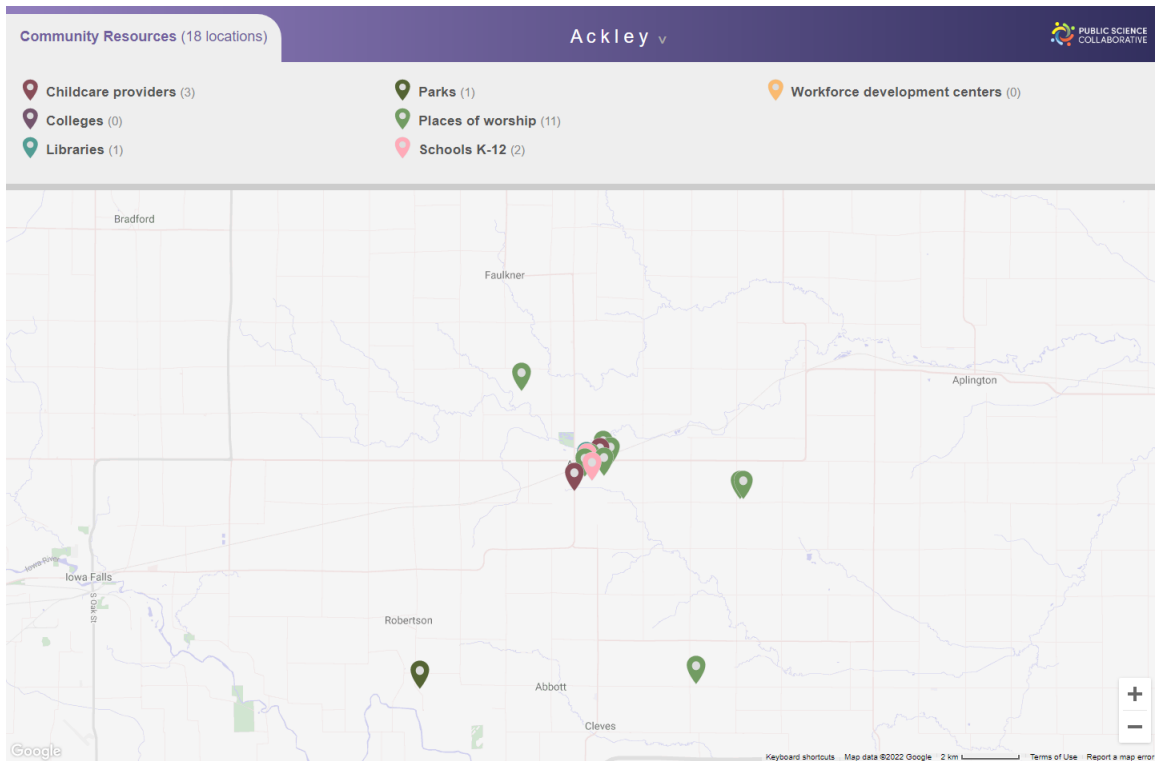 Community Resources (18 locations)
Ackley v
PUBLIC SCIENCE
COLLABORATIVE
Childcare providers (3)
Colleges (0)
Libraries (1)
Parks (1)
Places of worship (11)
Schools K-12 (2)
Workforce development centers (0)
Bradford
Faulkner
Aplington
Iowa River
Iowa Falls
S Oak St
Robertson
Abbott
Cleves
+
−
Google
Keyboard shortcuts Map data ©2022 Google 2 km Terms of Use Report a map error